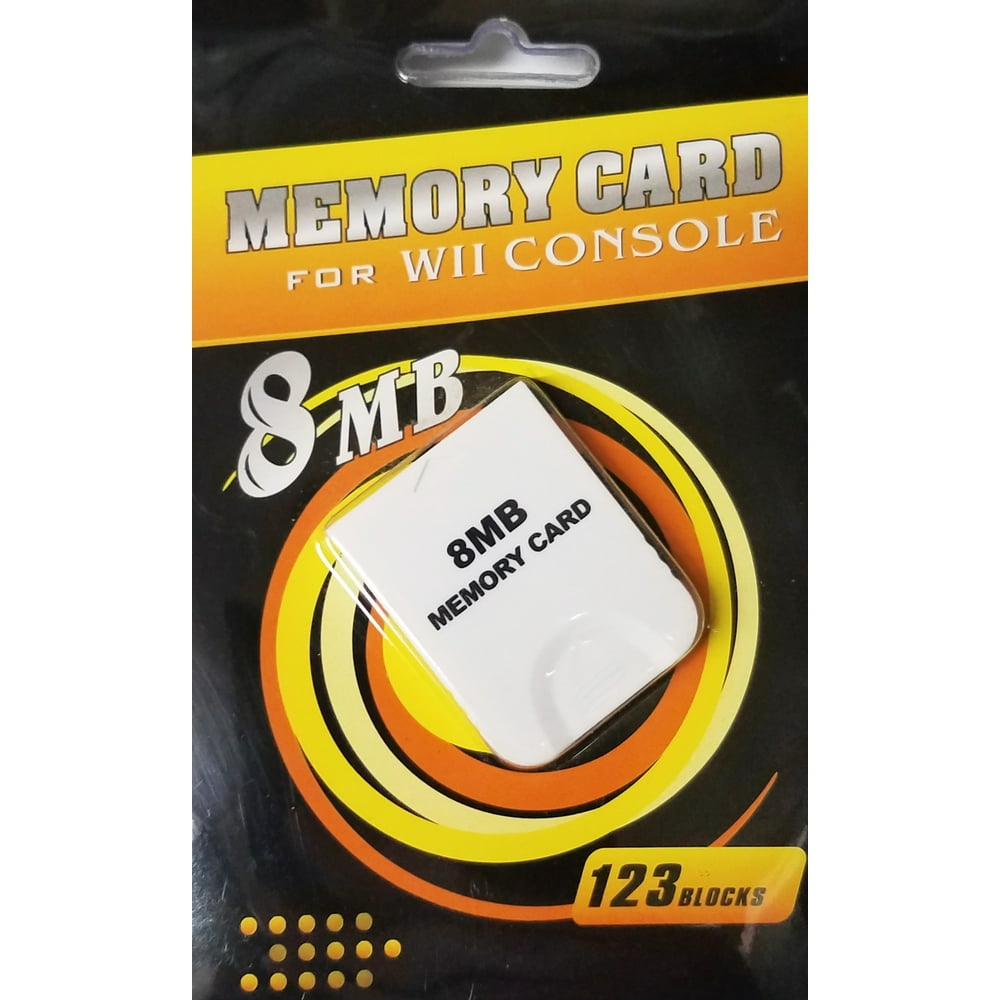 MEMORY CARD
FOR WII CONSOLE
8 MB
8MB
MEMORY CARD
123 BLOCKS